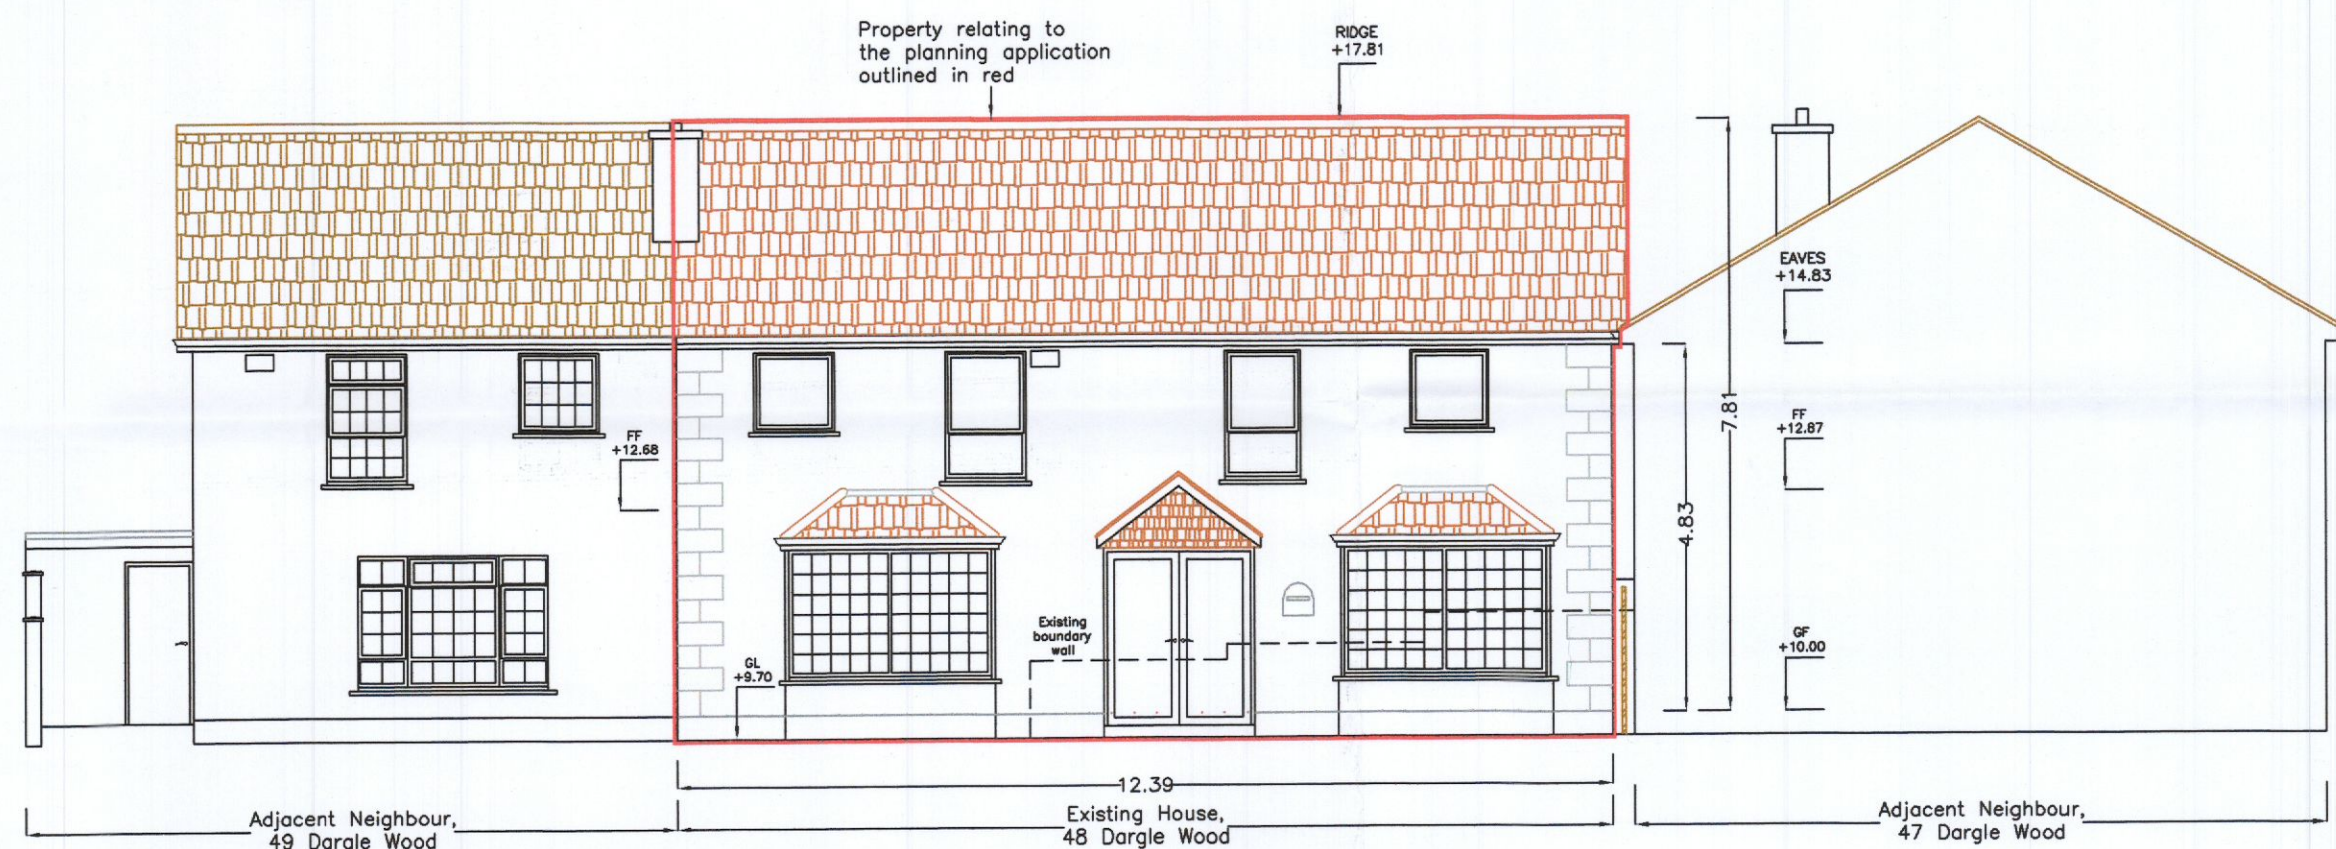 Property relating to
the planning application
outlined in red
RIDGE
+17.81
EAVES
+14.83
7.81
FF
+12.87
FF
+12.68
4.83
Existing
boundary
wall
GF
+10.00
GL
+9.70
12.39
Adjacent Neighbour,
49 Dargle Wood
Existing House,
48 Dargle Wood
Adjacent Neighbour,
47 Dargle Wood